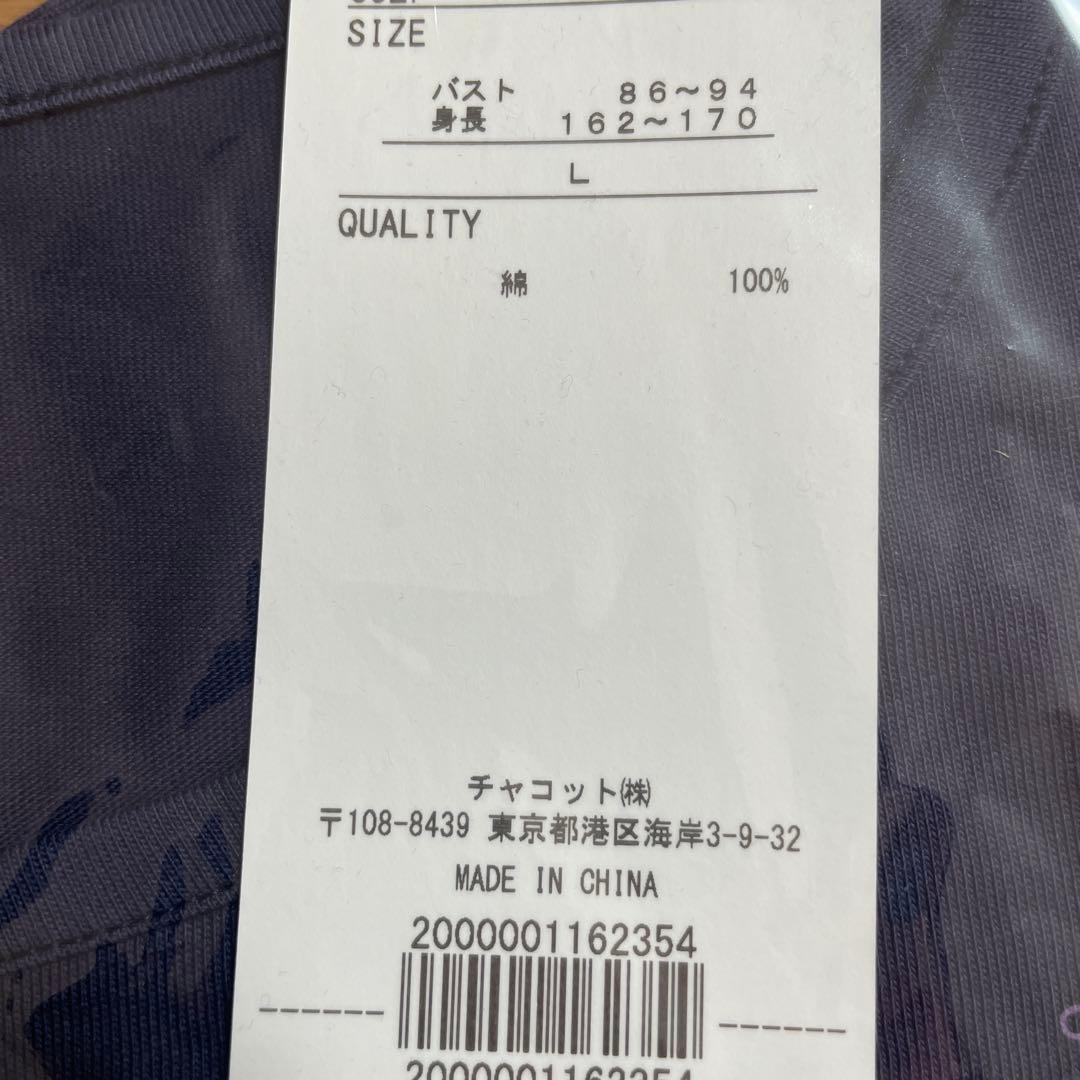 SIZE
バスト 86～94
身長 162～170
L
QUALITY
綿 100%
チャコット㈱
〒108-8439 東京都港区海岸3-9-32
MADE IN CHINA
2000001162354
2000001162354